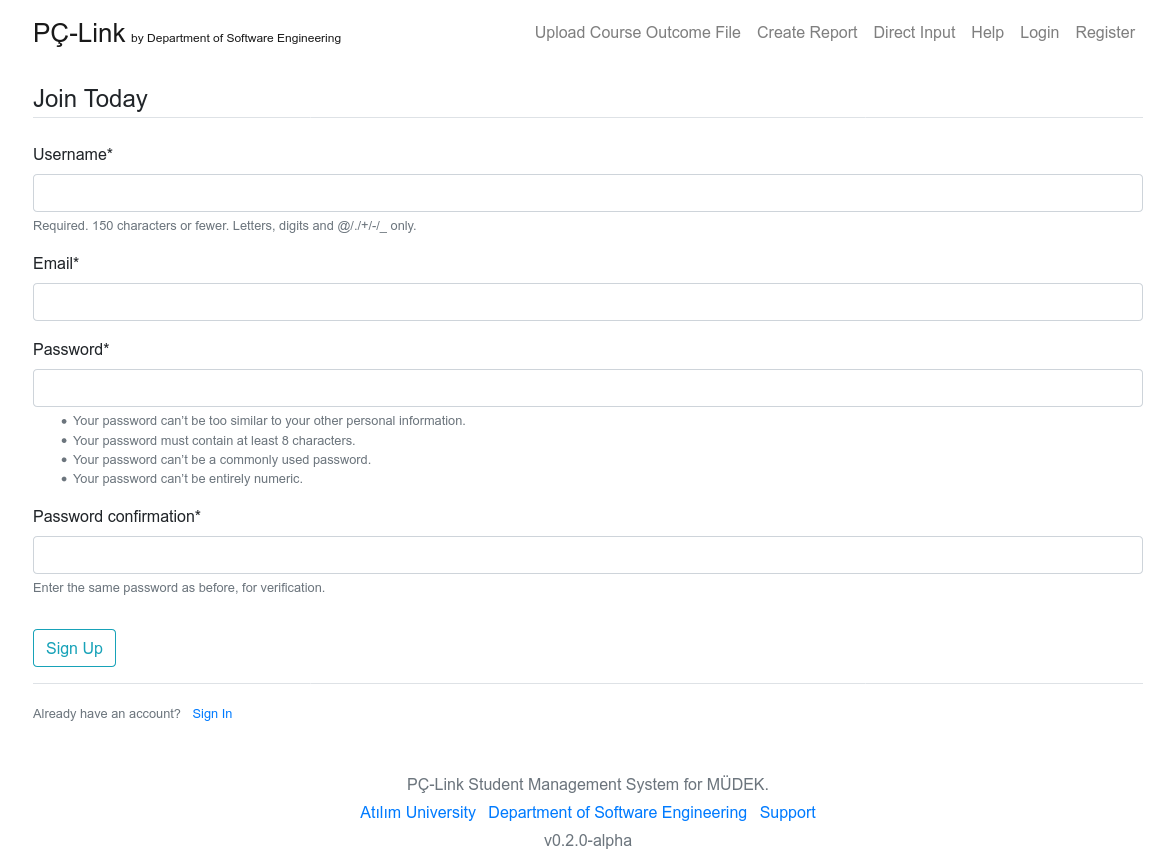 PÇ-Link by Department of Software Engineering
Upload Course Outcome File Create Report Direct Input Help Login Register
Join Today
Username*
Required. 150 characters or fewer. Letters, digits and @/./+/-/_ only.
Email*
Password*
• Your password can't be too similar to your other personal information.
• Your password must contain at least 8 characters.
• Your password can't be a commonly used password.
• Your password can't be entirely numeric.
Password confirmation*
Enter the same password as before, for verification.
Sign Up
Already have an account? Sign In
PÇ-Link Student Management System for MÜDEK.
Atılım University Department of Software Engineering Support
v0.2.0-alpha